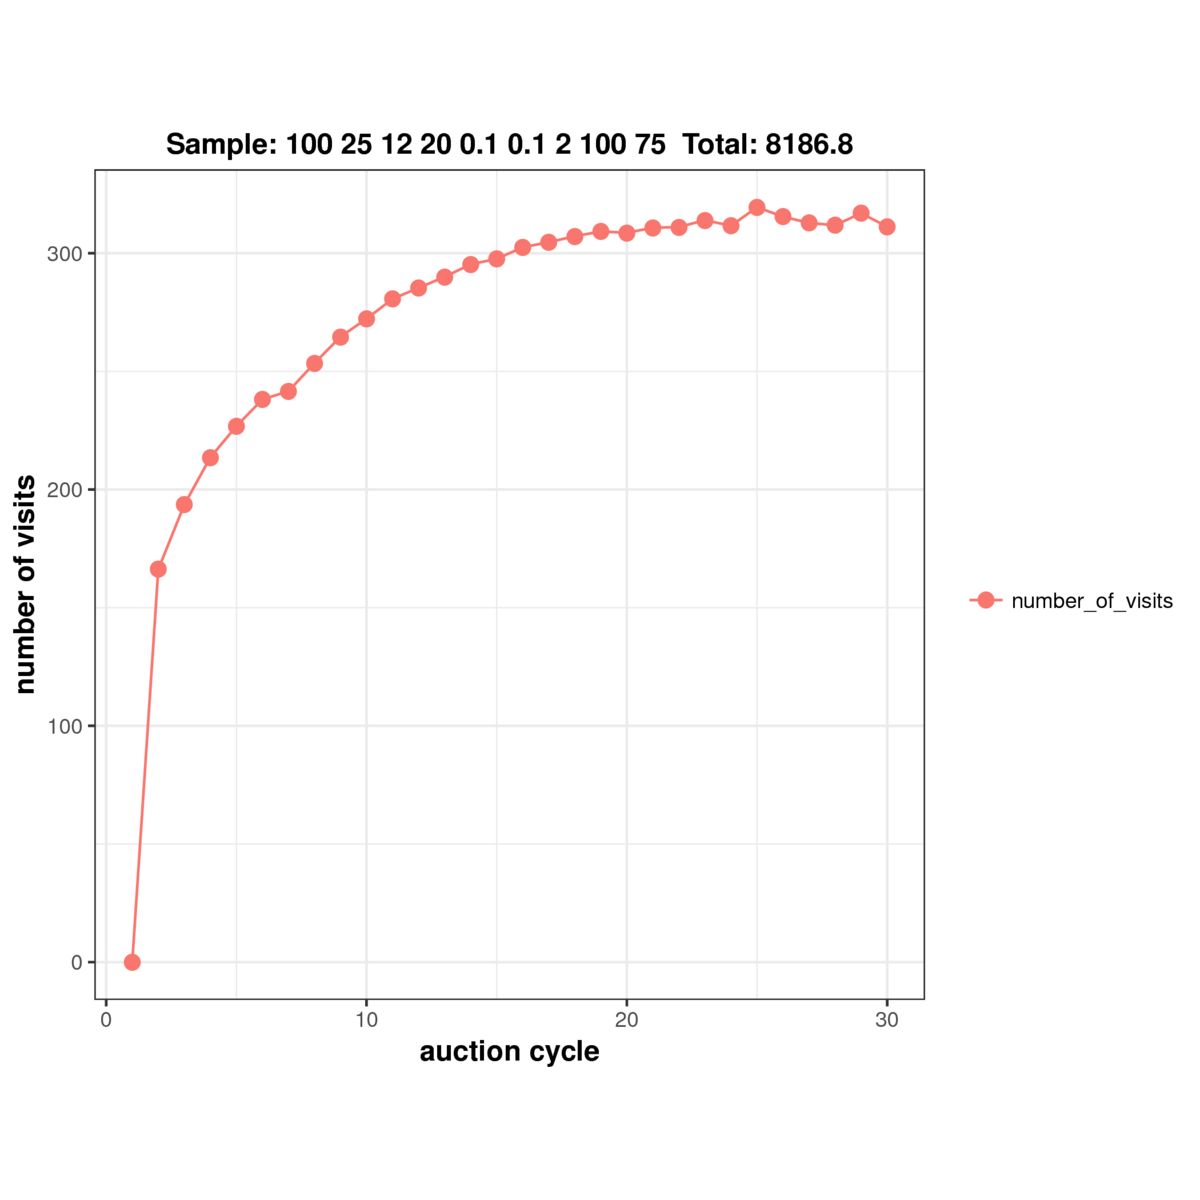 Sample: 100 25 12 20 0.1 0.1 2 100 75  Total: 8186.8
300
200
100
0
number of visits
0 10 20 30
auction cycle
number_of_visits